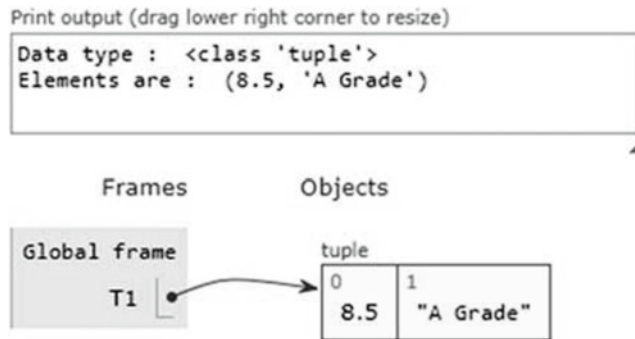 Print output (drag lower right corner to resize)
Data type :  <class 'tuple'>
Elements are :  (8.5, 'A Grade')
Frames Objects
Global frame
tuple
T1
0 1
8.5 "A Grade"